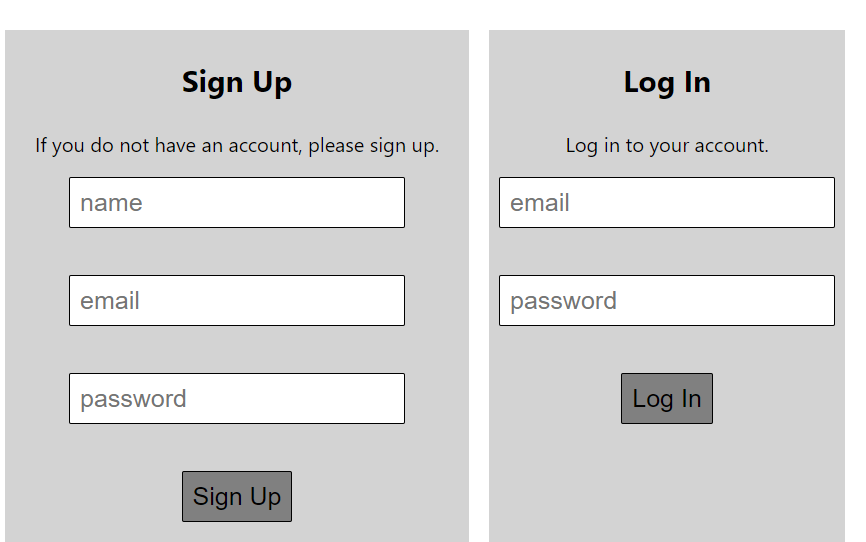 Sign Up
If you do not have an account, please sign up.
name
email
password
Sign Up
Log In
Log in to your account.
email
password
Log In